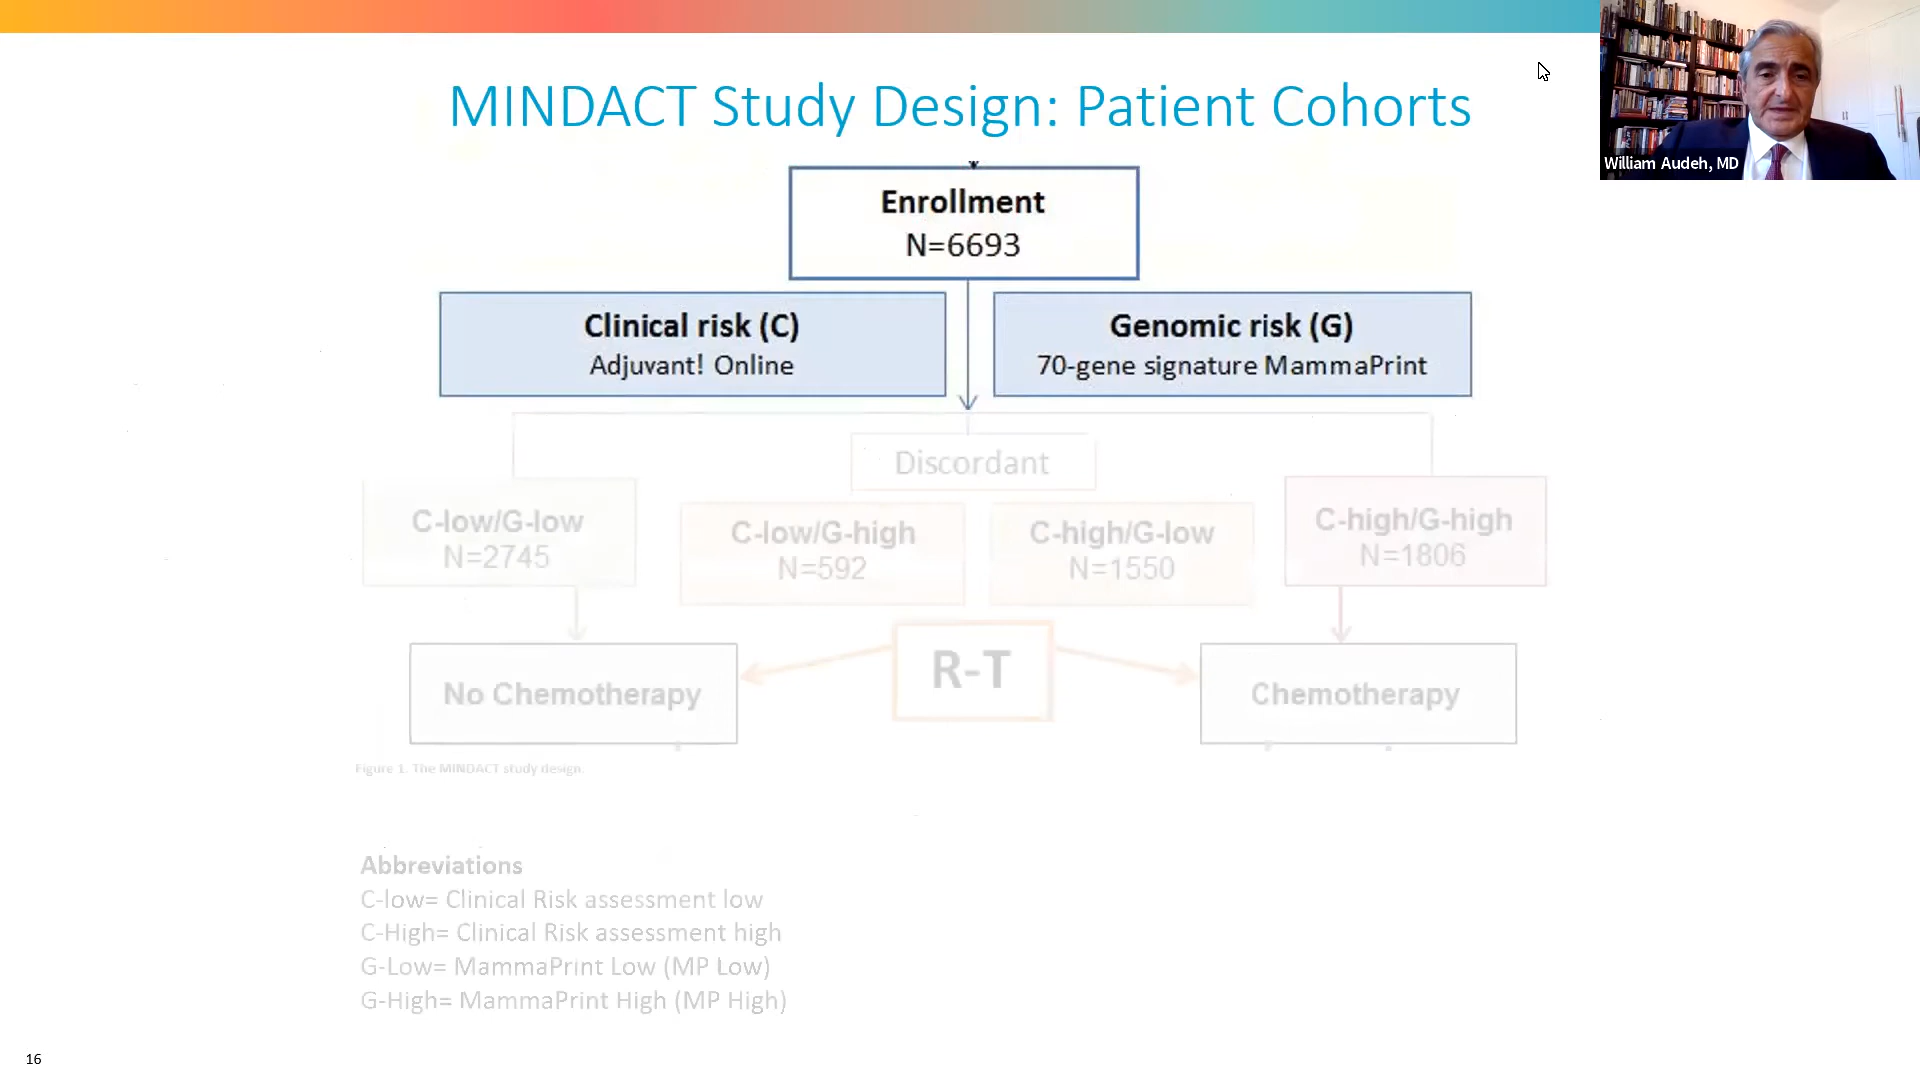 MINDACT Study Design: Patient Cohorts
William Audeh, MD
Enrollment
N=6693
Clinical risk (C)
Adjuvant! Online
Genomic risk (G)
70-gene signature MammaPrint
Discordant
C-low/G-low
N=2745
C-low/G-high
N=592
C-high/G-low
N=1550
C-high/G-high
N=1806
No Chemotherapy
R-T
Chemotherapy
Figure 1. The MINDACT study design.
Abbreviations
C-low= Clinical Risk assessment low
C-High= Clinical Risk assessment high
G-Low= MammaPrint Low (MP Low)
G-High= MammaPrint High (MP High)
16